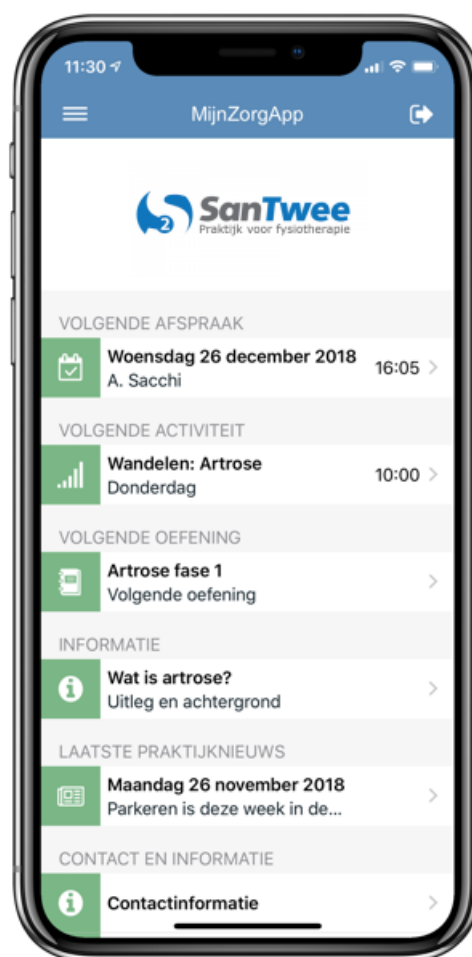 11:30
MijnZorgApp
2
SanTwee
Praktijk voor fysiotherapie
VOLGENDE AFSPRAAK
Woensdag 26 december 2018
A. Sacchi
16:05
VOLGENDE ACTIVITEIT
Wandelen: Artrose
Donderdag
10:00
VOLGENDE OEFENING
Artrose fase 1
Volgende oefening
INFORMATIE
Wat is artrose?
Uitleg en achtergrond
LAATSTE PRAKTIJKNIEUWS
Maandag 26 november 2018
Parkeren is deze week in de...
CONTACT EN INFORMATIE
Contactinformatie